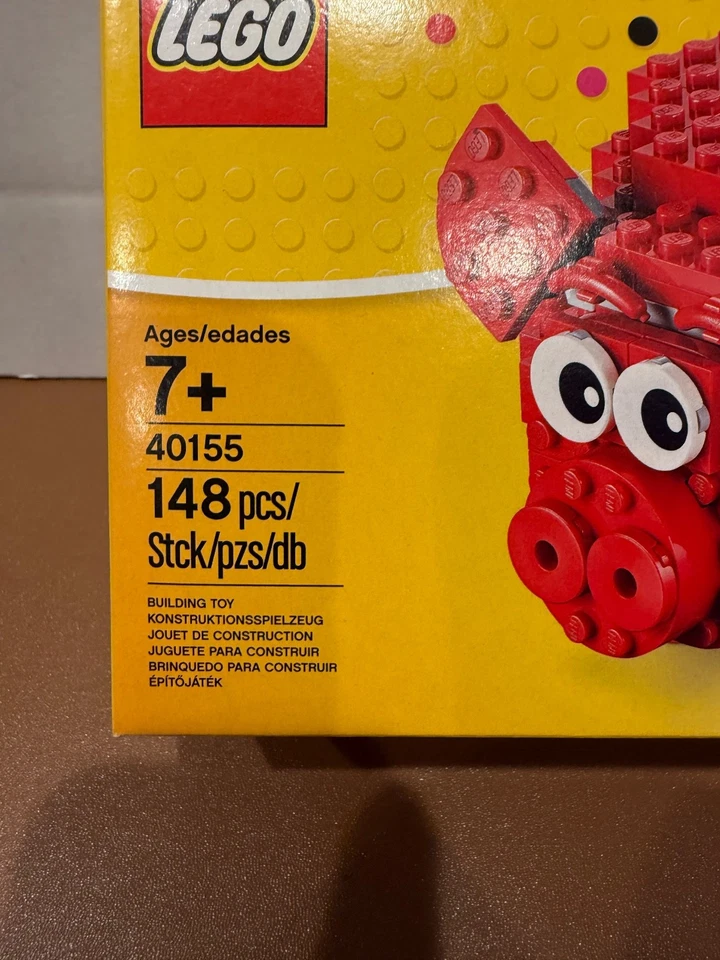 LEGO
Ages/edades
7+
40155
148 pcs/
Stck/pzs/db
BUILDING TOY
KONSTRUKTIONSSPIELZEUG
JOUET DE CONSTRUCTION
JUGUETE PARA CONSTRUIR
BRINQUEDO PARA CONSTRUIR
ÉPÍTŐJÁTÉK